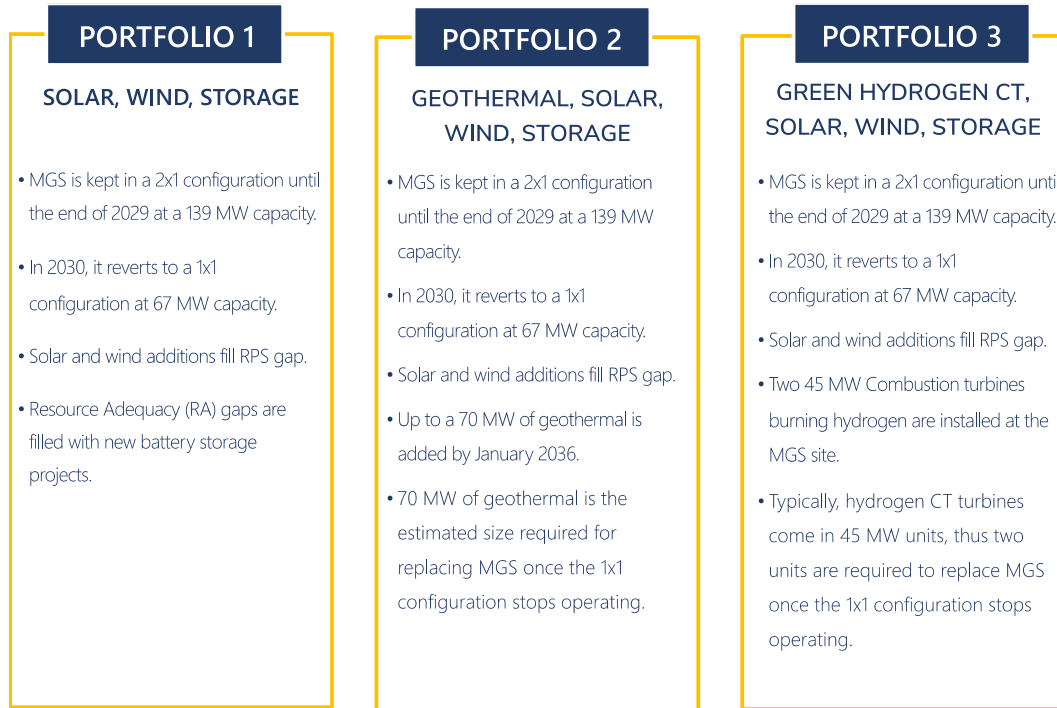 PORTFOLIO 1
SOLAR, WIND, STORAGE
• MGS is kept in a 2x1 configuration until
the end of 2029 at a 139 MW capacity.
• In 2030, it reverts to a 1x1
configuration at 67 MW capacity.
• Solar and wind additions fill RPS gap.
• Resource Adequacy (RA) gaps are
filled with new battery storage
projects.
PORTFOLIO 2
GEOTHERMAL, SOLAR,
WIND, STORAGE
• MGS is kept in a 2x1 configuration
until the end of 2029 at a 139 MW
capacity.
• In 2030, it reverts to a 1x1
configuration at 67 MW capacity.
• Solar and wind additions fill RPS gap.
• Up to a 70 MW of geothermal is
added by January 2036.
• 70 MW of geothermal is the
estimated size required for
replacing MGS once the 1x1
configuration stops operating.
PORTFOLIO 3
GREEN HYDROGEN CT,
SOLAR, WIND, STORAGE
• MGS is kept in a 2x1 configuration unti
the end of 2029 at a 139 MW capacity.
• In 2030, it reverts to a 1x1
configuration at 67 MW capacity.
• Solar and wind additions fill RPS gap.
• Two 45 MW Combustion turbines
burning hydrogen are installed at the
MGS site.
• Typically, hydrogen CT turbines
come in 45 MW units, thus two
units are required to replace MGS
once the 1x1 configuration stops
operating.